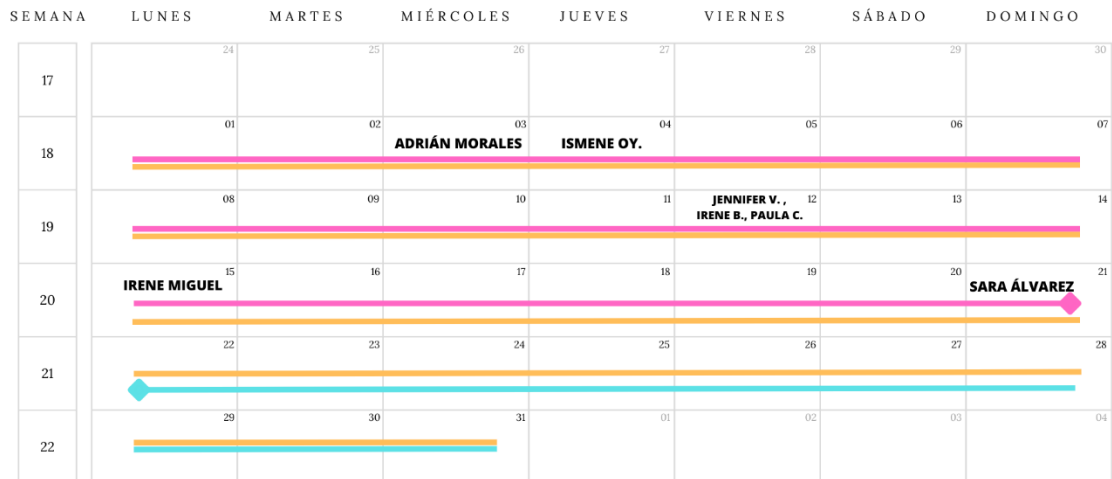 SEMANA LUNES MARTES MIÉRCOLES JUEVES VIERNES SÁBADO DOMINGO
17 24 25 26 27 28 29 30
18 01 02 03 04 05 06 07
ADRIÁN MORALES ISMENE OY.
19 08 09 10 11 12 13 14
JENNIFER V. ,
IRENE B., PAULA C.
20 15 16 17 18 19 20 21
IRENE MIGUEL SARA ÁLVAREZ
21 22 23 24 25 26 27 28
22 29 30 31 01 02 03 04